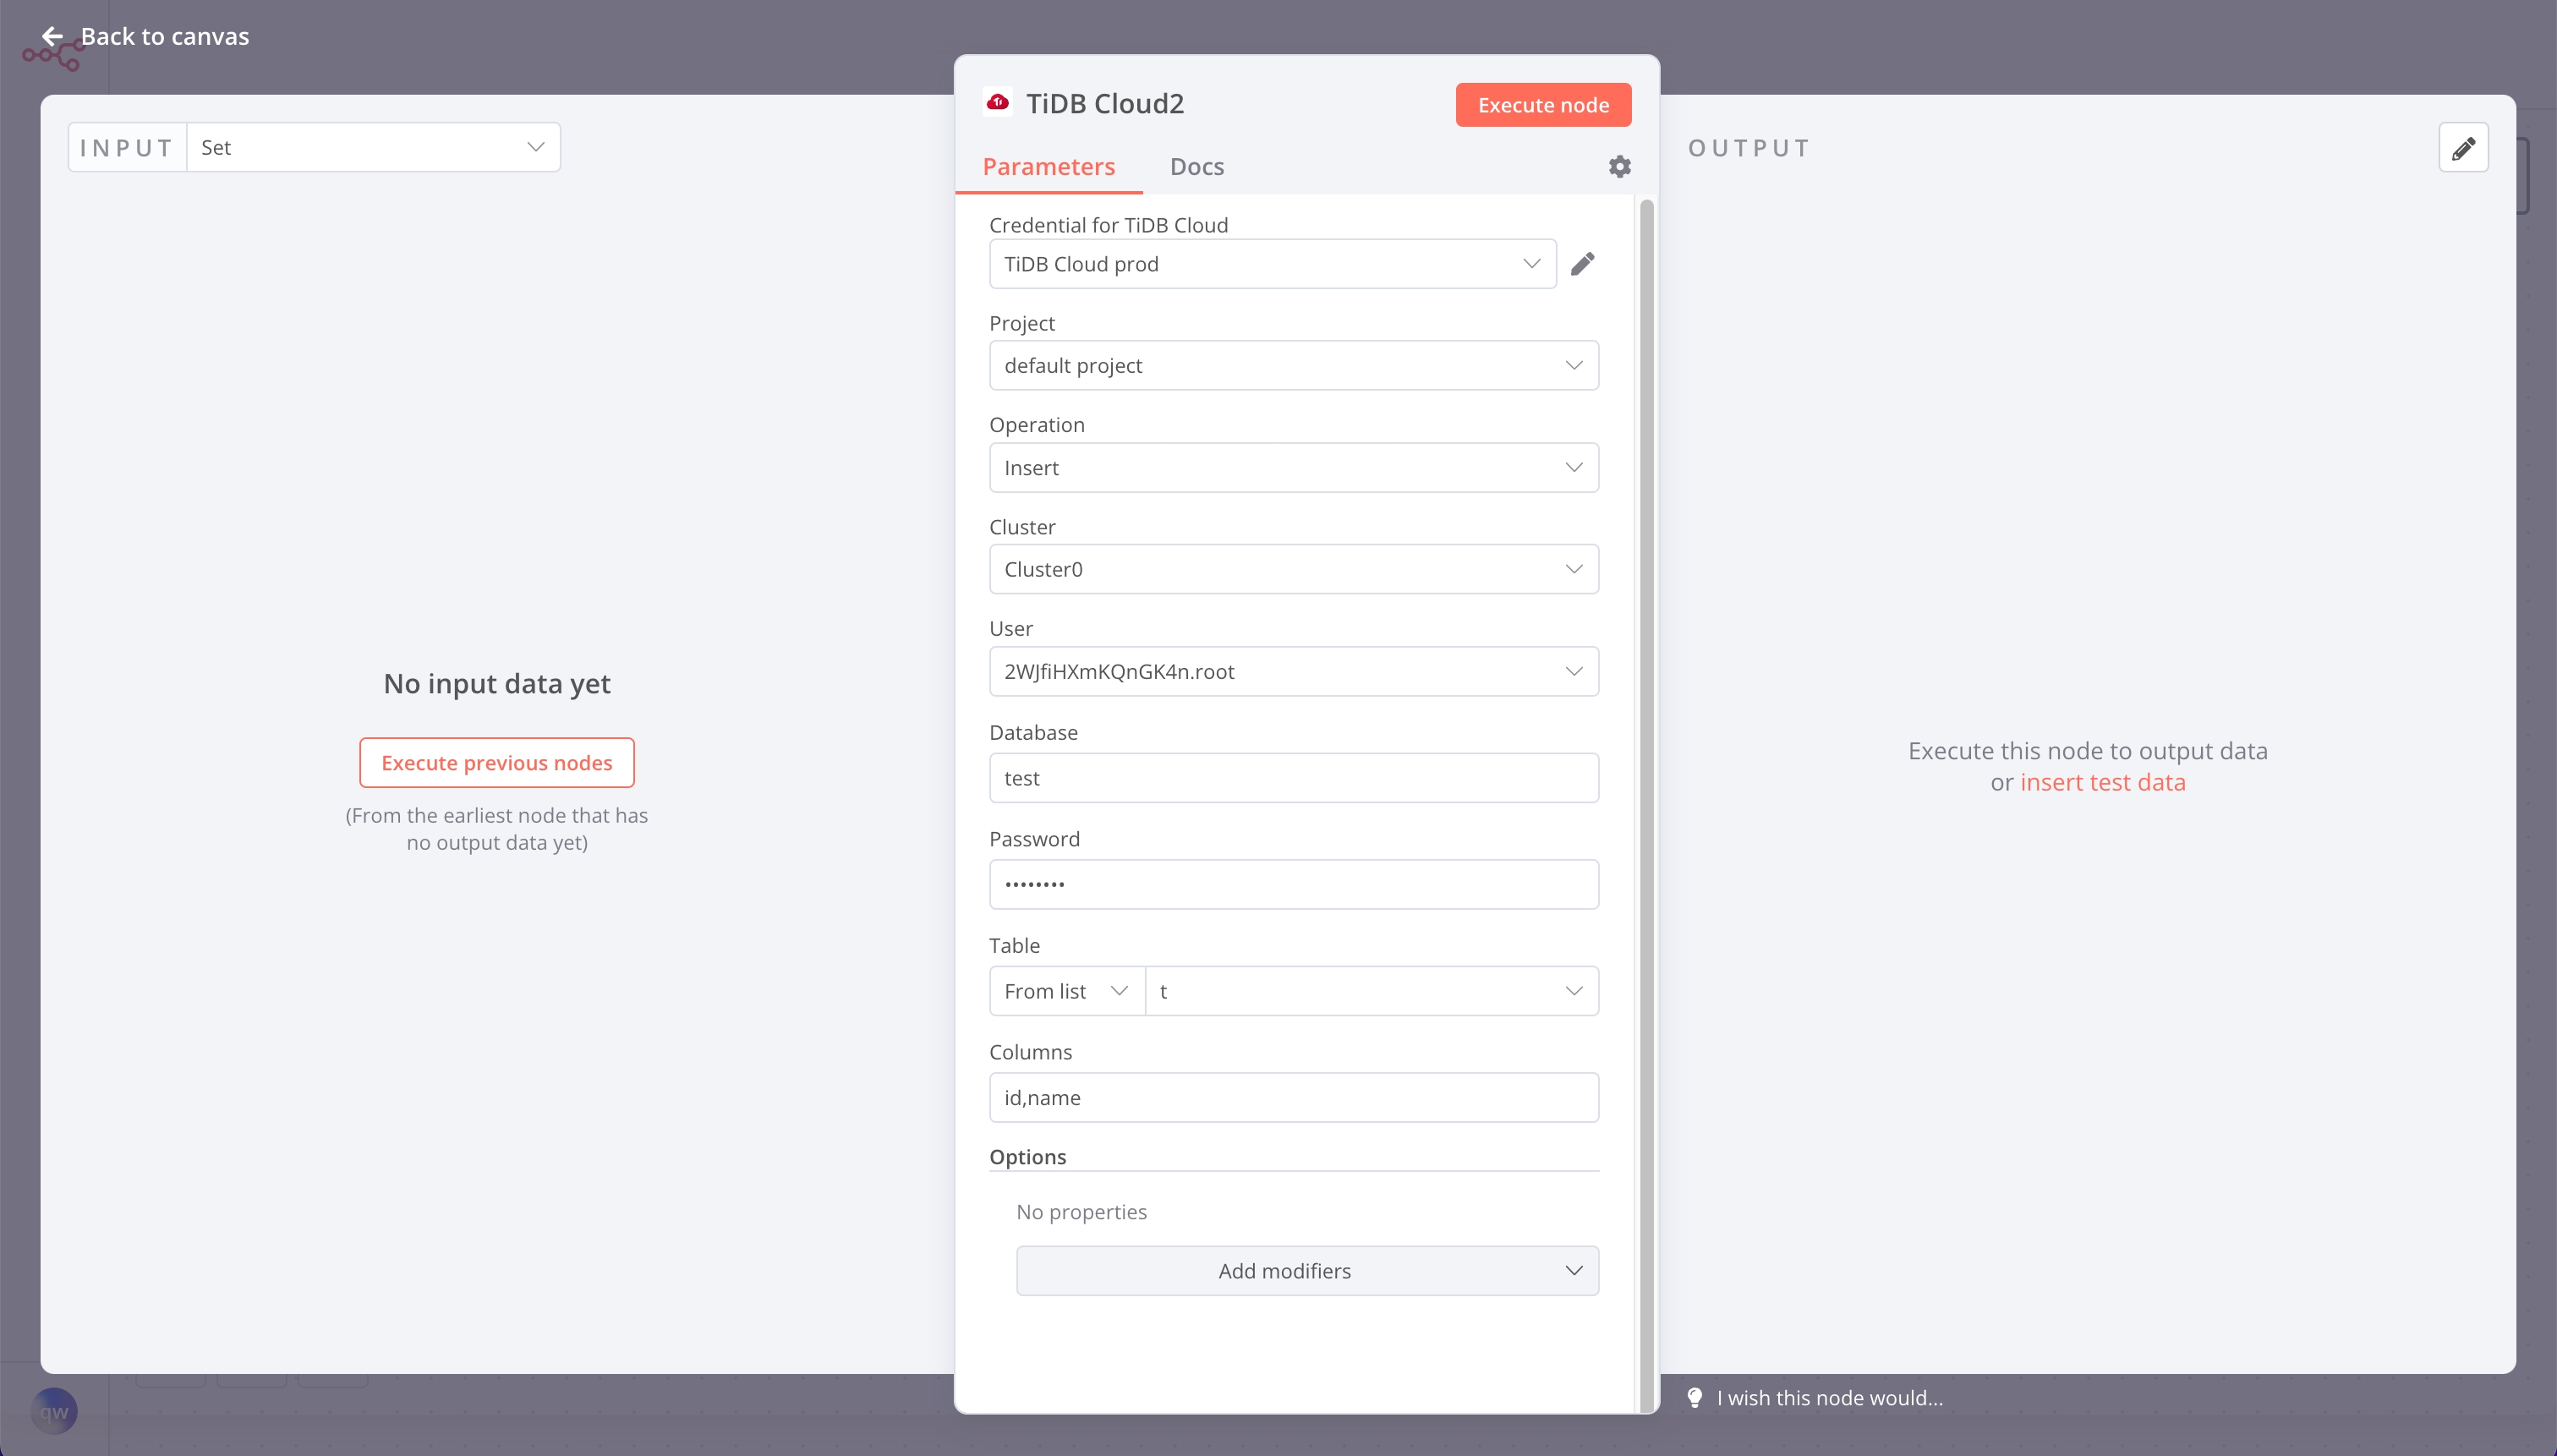 Back to canvas
INPUT
Set
No input data yet
Execute previous nodes
(From the earliest node that has
no output data yet)
TiDB Cloud2
Execute node
Parameters
Docs
Credential for TiDB Cloud
TiDB Cloud prod
Project
default project
Operation
Insert
Cluster
Cluster0
User
2WJfiHXmKQnGK4n.root
Database
test
Password
••••••••
Table
From list
t
Columns
id,name
Options
No properties
Add modifiers
OUTPUT
Execute this node to output data
or insert test data
I wish this node would...
qw